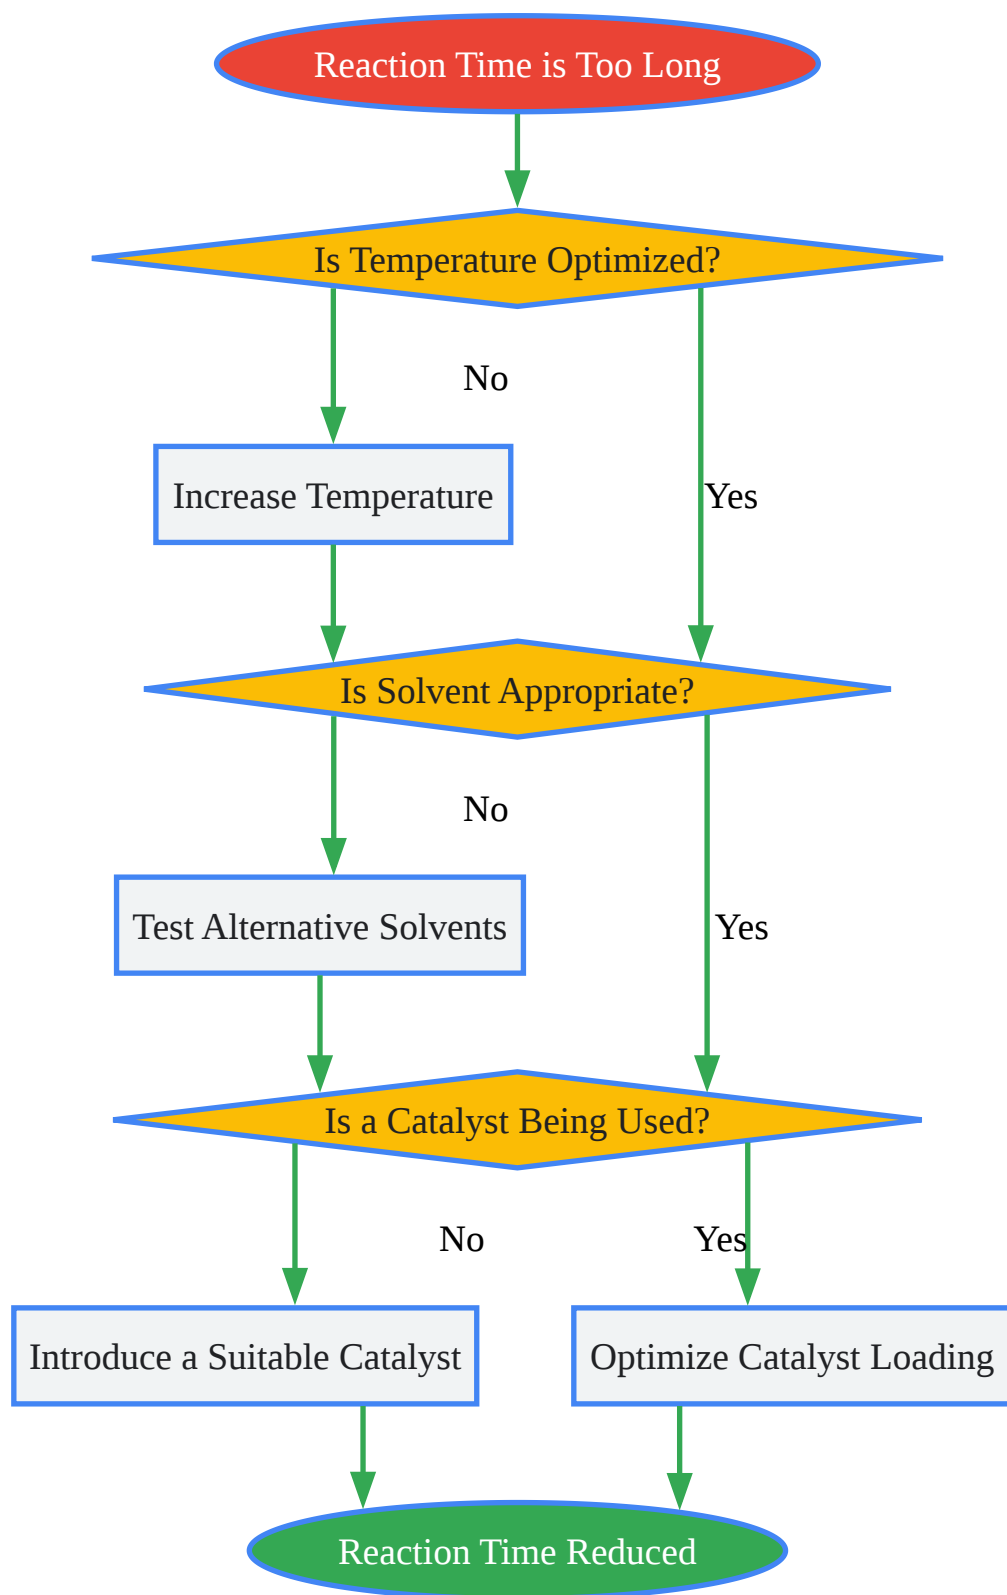 Reaction Time is Too Long
Is Temperature Optimized?
No
Increase Temperature
Yes
Is Solvent Appropriate?
No
Test Alternative Solvents
Yes
Is a Catalyst Being Used?
No
Yes
Introduce a Suitable Catalyst
Optimize Catalyst Loading
Reaction Time Reduced